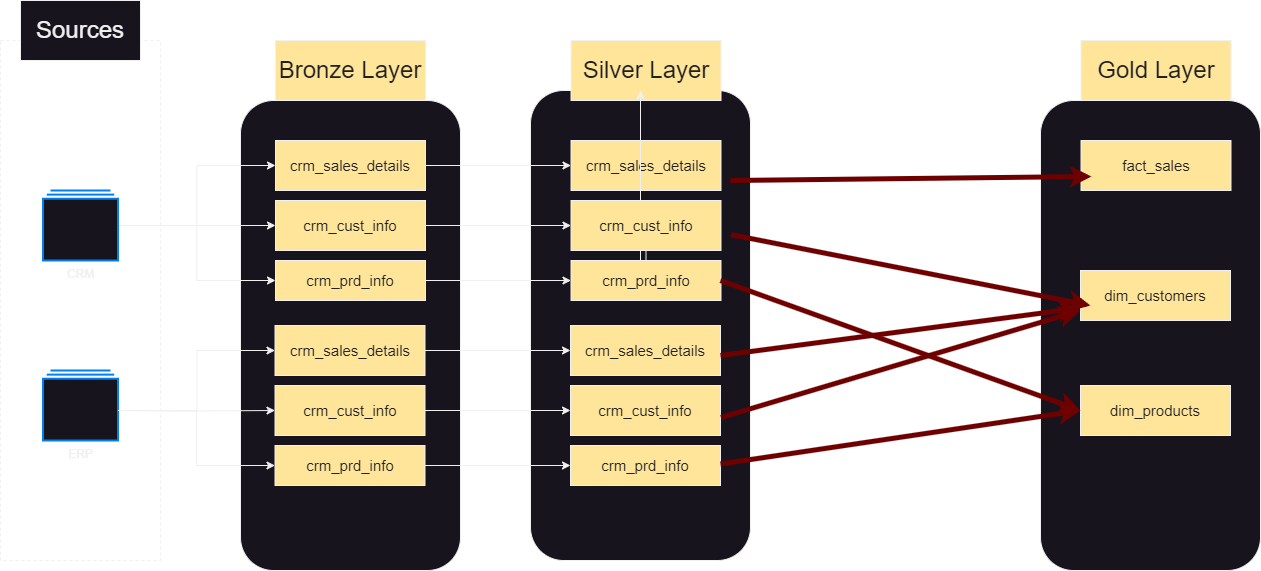 Sources
Bronze Layer
Silver Layer
Gold Layer
crm_sales_details
crm_sales_details
fact_sales
crm_cust_info
crm_cust_info
CRM
crm_prd_info
crm_prd_info
dim_customers
crm_sales_details
crm_sales_details
crm_cust_info
crm_cust_info
dim_products
ERP
crm_prd_info
crm_prd_info